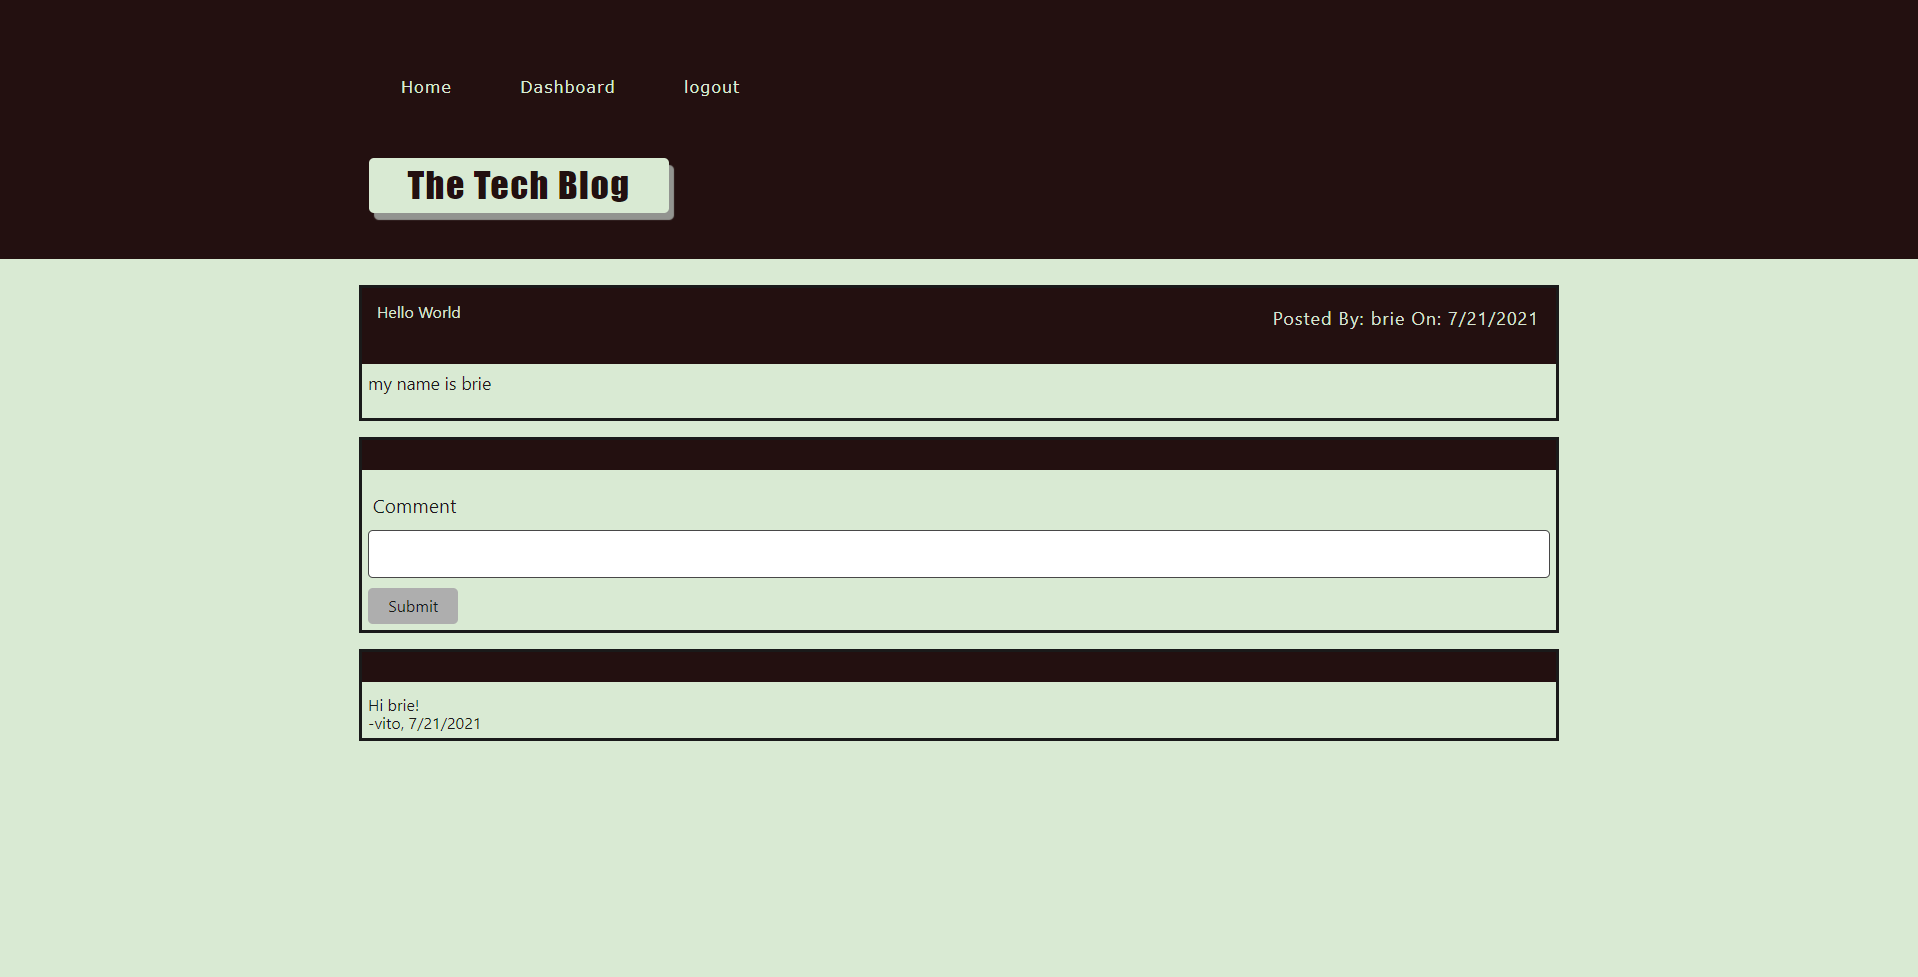 Home Dashboard logout
The Tech Blog
Hello World
Posted By: brie On: 7/21/2021
my name is brie
Comment
Submit
Hi brie!
-vito, 7/21/2021